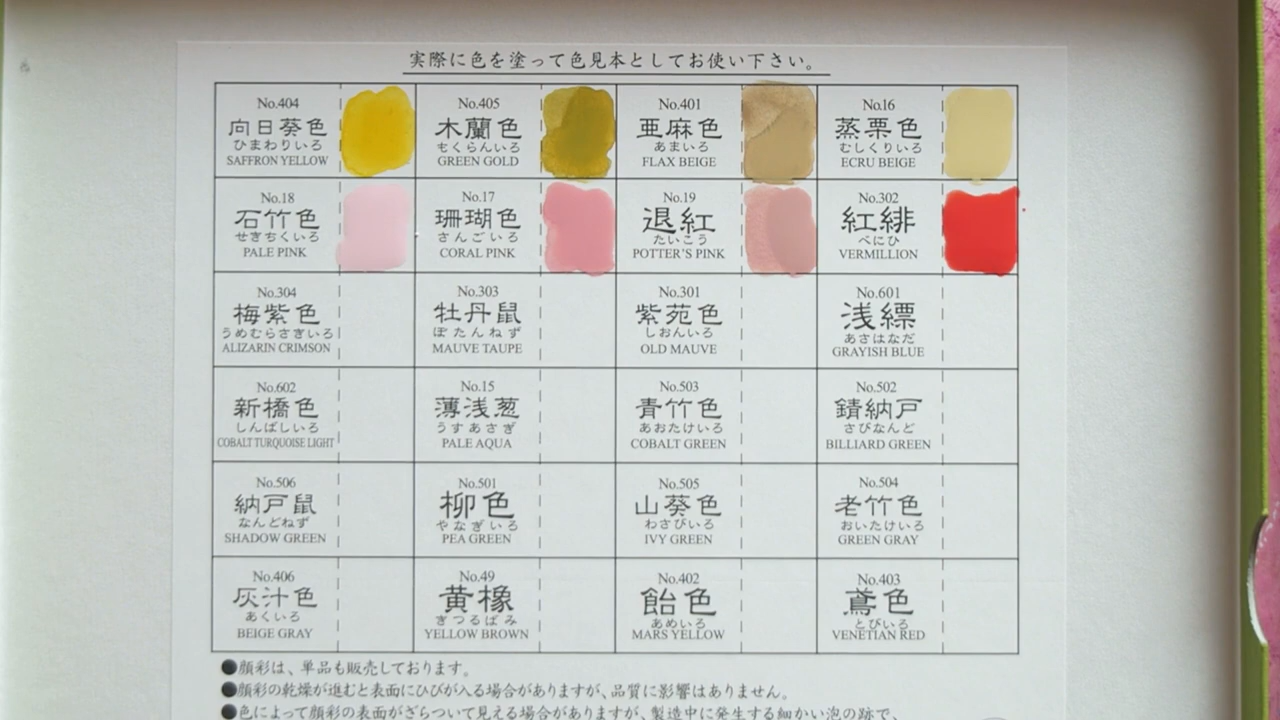 実際に色を塗って色見本としてお使い下さい。
No.404
向日葵色
ひまわりいろ
SAFFRON YELLOW
No.405
木蘭色
もくらんいろ
GREEN GOLD
No.401
亜麻色
あまいろ
FLAX BEIGE
No.16
蒸栗色
むしくりいろ
ECRU BEIGE
No.18
石竹色
せきちくいろ
PALE PINK
No.17
珊瑚色
さんごいろ
CORAL PINK
No.19
退紅
たいこう
POTTER'S PINK
No.302
紅緋
べにひ
VERMILLION
No.304
梅紫色
うめむらさきいろ
ALIZARIN CRIMSON
No.303
牡丹鼠
ぼたんねず
MAUVE TAUPE
No.301
紫苑色
しおんいろ
OLD MAUVE
No.601
浅縹
あさはなだ
GRAYISH BLUE
No.602
新橋色
しんばしいろ
COBALT TURQUOISE LIGHT
No.15
薄浅葱
うすあさぎ
PALE AQUA
No.503
青竹色
あおたけいろ
COBALT GREEN
No.502
錆納戸
さびなんど
BILLIARD GREEN
No.506
納戸鼠
なんどねず
SHADOW GREEN
No.501
柳色
やなぎいろ
PEA GREEN
No.505
山葵色
わさびいろ
IVY GREEN
No.504
老竹色
おいたけいろ
GREEN GRAY
No.406
灰汁色
あくいろ
BEIGE GRAY
No.49
黄橡
きつるばみ
YELLOW BROWN
No.402
飴色
あめいろ
MARS YELLOW
No.403
鳶色
とびいろ
VENETIAN RED
●顔彩は、単品も販売しております。
●顔彩の乾燥が進むと表面にひびが入る場合がありますが、品質に影響はありません。
●色によって顔彩の表面がざらついて見える場合がありますが、製造中に発生する細かい泡の跡で、